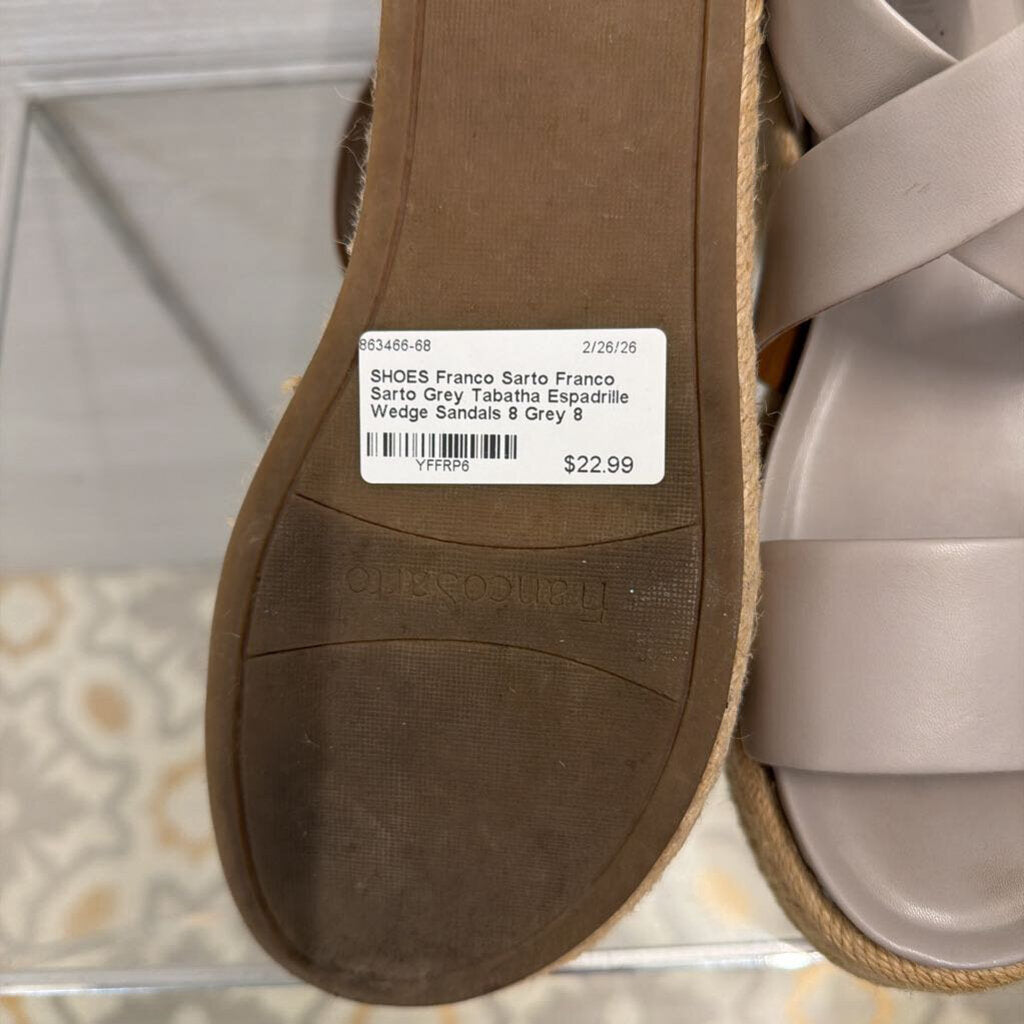 863466-68 2/26/26
SHOES Franco Sarto Franco
Sarto Grey Tabatha Espadrille
Wedge Sandals 8 Grey 8
YFFRP6 $22.99
FrancoSarto